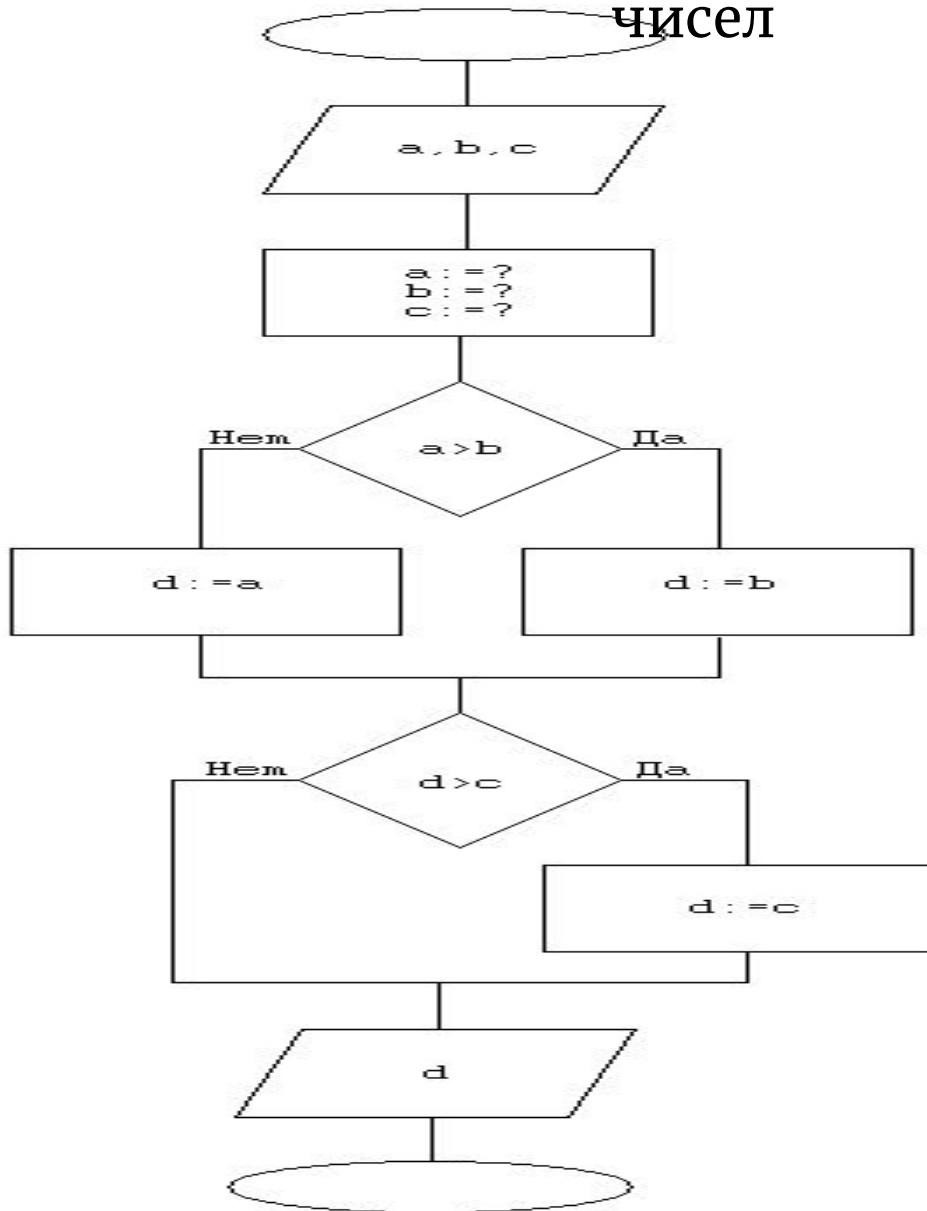 чисел
a,b,c
a:=?
b:=?
c:=?
Нет
a>b
Да
d:=a
d:=b
Нет
d>c
Да
d:=c
d